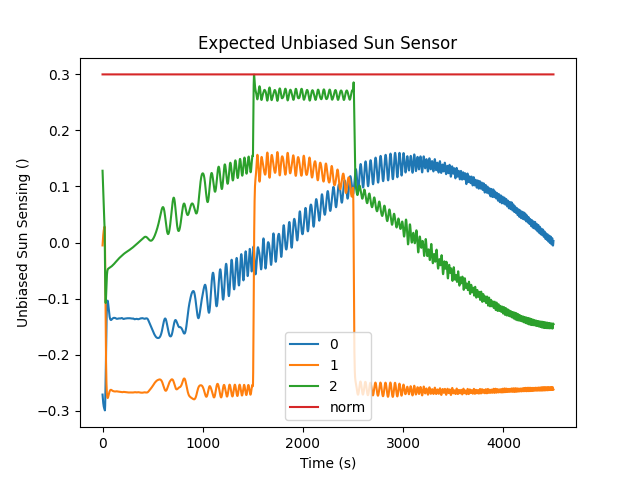 Expected Unbiased Sun Sensor
Unbiased Sun Sensing ()
0.3
0.2
0.1
0.0
−0.1
−0.2
−0.3
0
1
2
norm
0 1000 2000 3000 4000
Time (s)